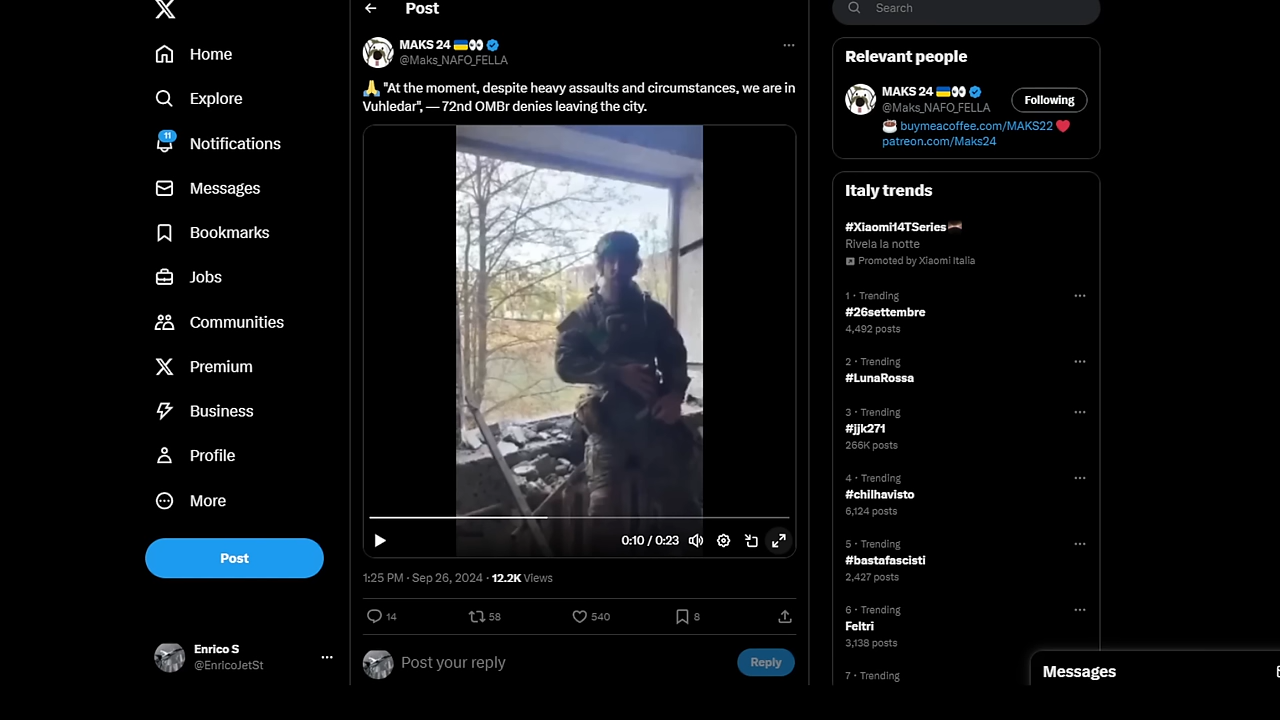 Home
Explore
11
Notifications
Messages
Bookmarks
Jobs
Communities
Premium
Business
Profile
More
Post
Enrico S
@EnricoJetSt
Post
MAKS 24 🇺🇦👀
@Maks_NAFO_FELLA
🙏 "At the moment, despite heavy assaults and circumstances, we are in
Vuhledar", — 72nd OMBr denies leaving the city.
0:10 / 0:23
1:25 PM · Sep 26, 2024 · 12.2K Views
14
58
540
8
Post your reply
Reply
Search
Relevant people
MAKS 24 🇺🇦👀
@Maks_NAFO_FELLA
Following
☕ buymeacoffee.com/MAKS22 ❤️
patreon.com/Maks24
Italy trends
#Xiaomi14TSeries
Rivela la notte
Promoted by Xiaomi Italia
1 · Trending
#26settembre
4,492 posts
2 · Trending
#LunaRossa
3 · Trending
#jjk271
266K posts
4 · Trending
#chilhavisto
6,124 posts
5 · Trending
#bastafascisti
2,427 posts
6 · Trending
Feltri
3,138 posts
7 · Trending
Messages